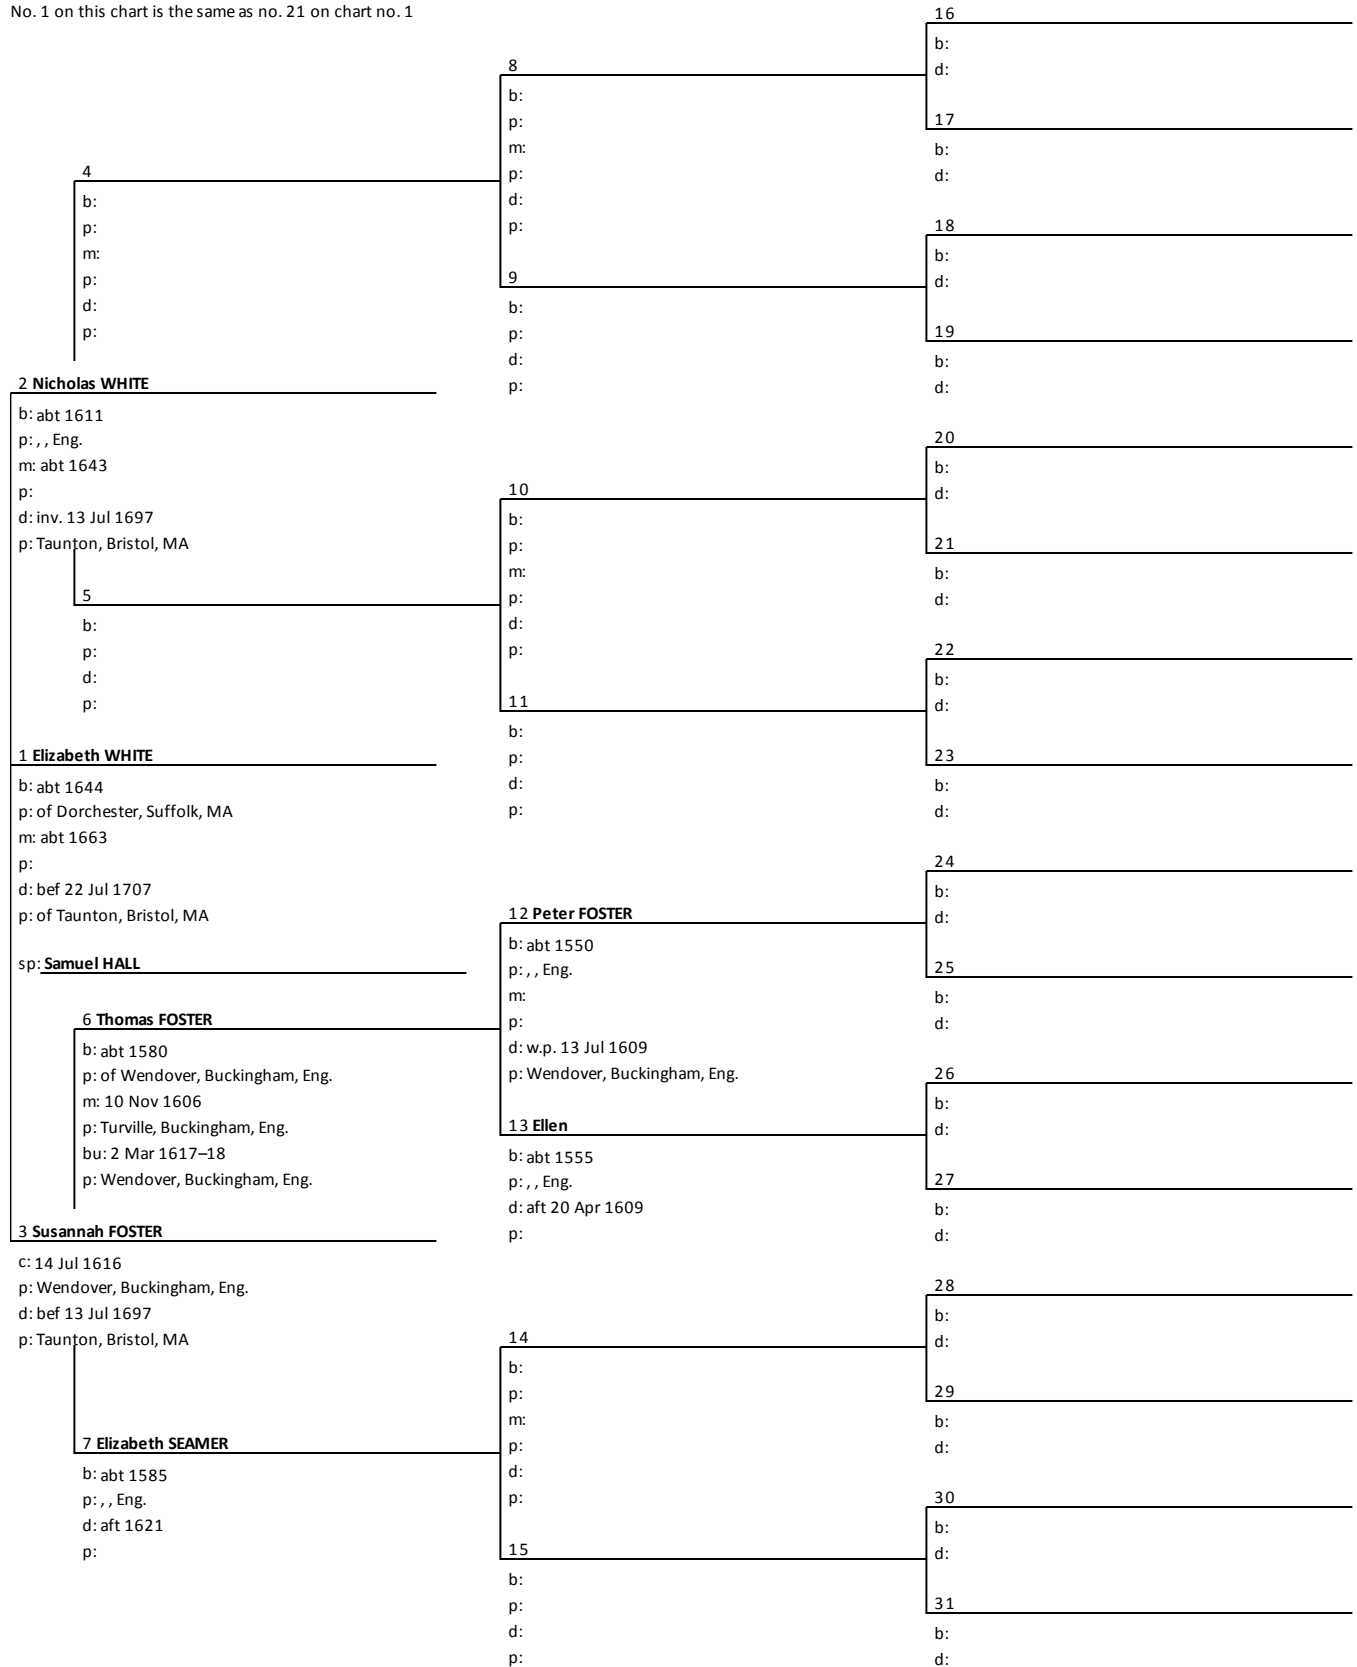 No. 1 on this chart is the same as no. 21 on chart no. 1
4
b:
p:
m:
p:
d:
p:
2 Nicholas WHITE
b: abt 1611
p: , , Eng.
m: abt 1643
p:
d: inv. 13 Jul 1697
p: Taunton, Bristol, MA
5
b:
p:
d:
p:
1 Elizabeth WHITE
b: abt 1644
p: of Dorchester, Suffolk, MA
m: abt 1663
p:
d: bef 22 Jul 1707
p: of Taunton, Bristol, MA
sp: Samuel HALL
6 Thomas FOSTER
b: abt 1580
p: of Wendover, Buckingham, Eng.
m: 10 Nov 1606
p: Turville, Buckingham, Eng.
bu: 2 Mar 1617–18
p: Wendover, Buckingham, Eng.
3 Susannah FOSTER
c: 14 Jul 1616
p: Wendover, Buckingham, Eng.
d: bef 13 Jul 1697
p: Taunton, Bristol, MA
7 Elizabeth SEAMER
b: abt 1585
p: , , Eng.
d: aft 1621
p:
8
b:
p:
m:
p:
d:
p:
9
b:
p:
d:
p:
10
b:
p:
m:
p:
d:
p:
11
b:
p:
d:
p:
12 Peter FOSTER
b: abt 1550
p: , , Eng.
m:
p:
d: w.p. 13 Jul 1609
p: Wendover, Buckingham, Eng.
13 Ellen
b: abt 1555
p: , , Eng.
d: aft 20 Apr 1609
p:
14
b:
p:
m:
p:
d:
p:
15
b:
p:
d:
p:
16
b:
d:
17
b:
d:
18
b:
d:
19
b:
d:
20
b:
d:
21
b:
d:
22
b:
d:
23
b:
d:
24
b:
d:
25
b:
d:
26
b:
d:
27
b:
d:
28
b:
d:
29
b:
d:
30
b:
d:
31
b:
d: